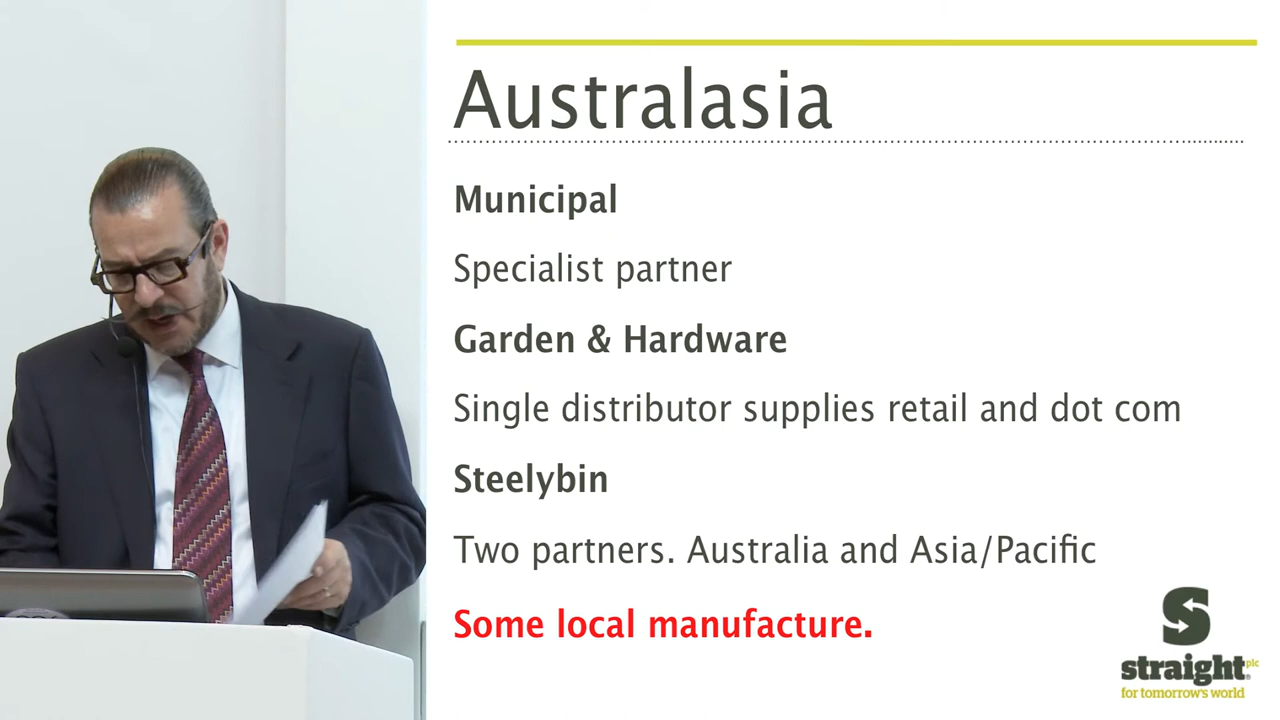 Australasia
Municipal
Specialist partner
Garden & Hardware
Single distributor supplies retail and dot com
Steelybin
Two partners. Australia and Asia/Pacific
Some local manufacture.
straight plc
for tomorrow's world